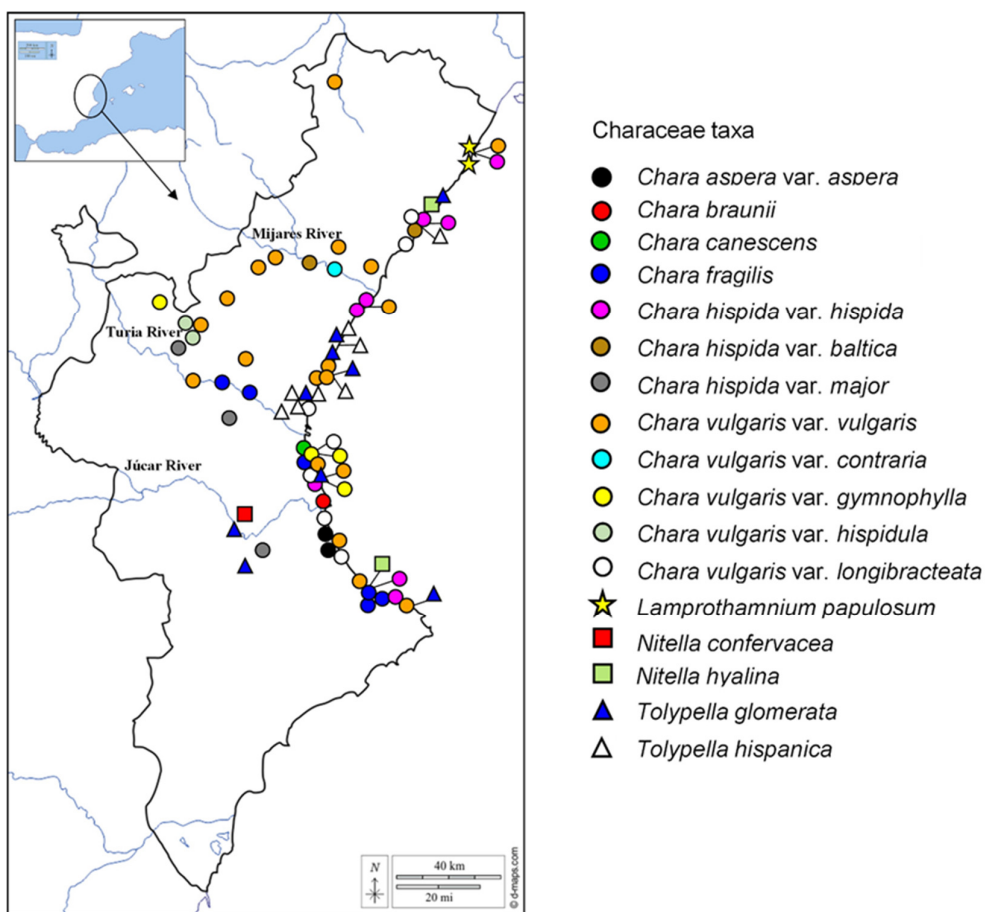 Mijares River
Turia River
Júcar River
N
40 km
20 mi
© d-maps.com
Characeae taxa
Chara aspera var. aspera
Chara braunii
Chara canescens
Chara fragilis
Chara hispida var. hispida
Chara hispida var. baltica
Chara hispida var. major
Chara vulgaris var. vulgaris
Chara vulgaris var. contraria
Chara vulgaris var. gymnophylla
Chara vulgaris var. hispidula
Chara vulgaris var. longibracteata
Lamprothamnium papulosum
Nitella confervacea
Nitella hyalina
Tolypella glomerata
Tolypella hispanica